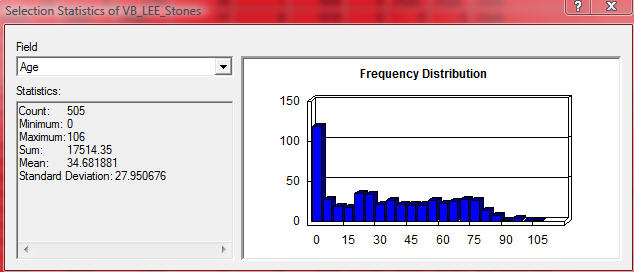 Selection Statistics of VB_LEE_Stones
Field
Age
Statistics:
Count: 505
Minimum: 0
Maximum: 106
Sum: 17514.35
Mean: 34.681881
Standard Deviation: 27.950676
Frequency Distribution
150
100
50
0
0 15 30 45 60 75 90 105